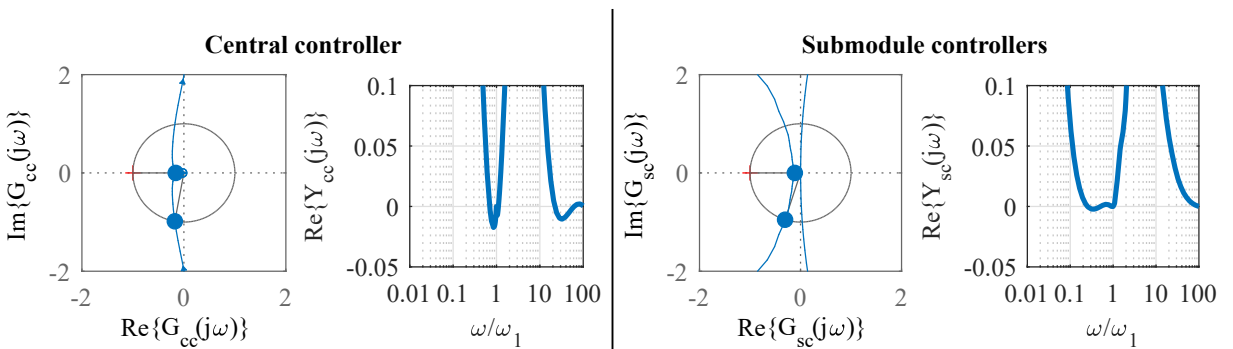 Central controller
Im{G_cc(jω)}
2
0
-2
-2
0
2
Re{G_cc(jω)}
Re{Y_cc(jω)}
0.1
0.05
0
-0.05
0.01 0.1 1 10 100
ω/ω_1
Submodule controllers
Im{G_sc(jω)}
2
0
-2
-2
0
2
Re{G_sc(jω)}
Re{Y_sc(jω)}
0.1
0.05
0
-0.05
0.01 0.1 1 10 100
ω/ω_1